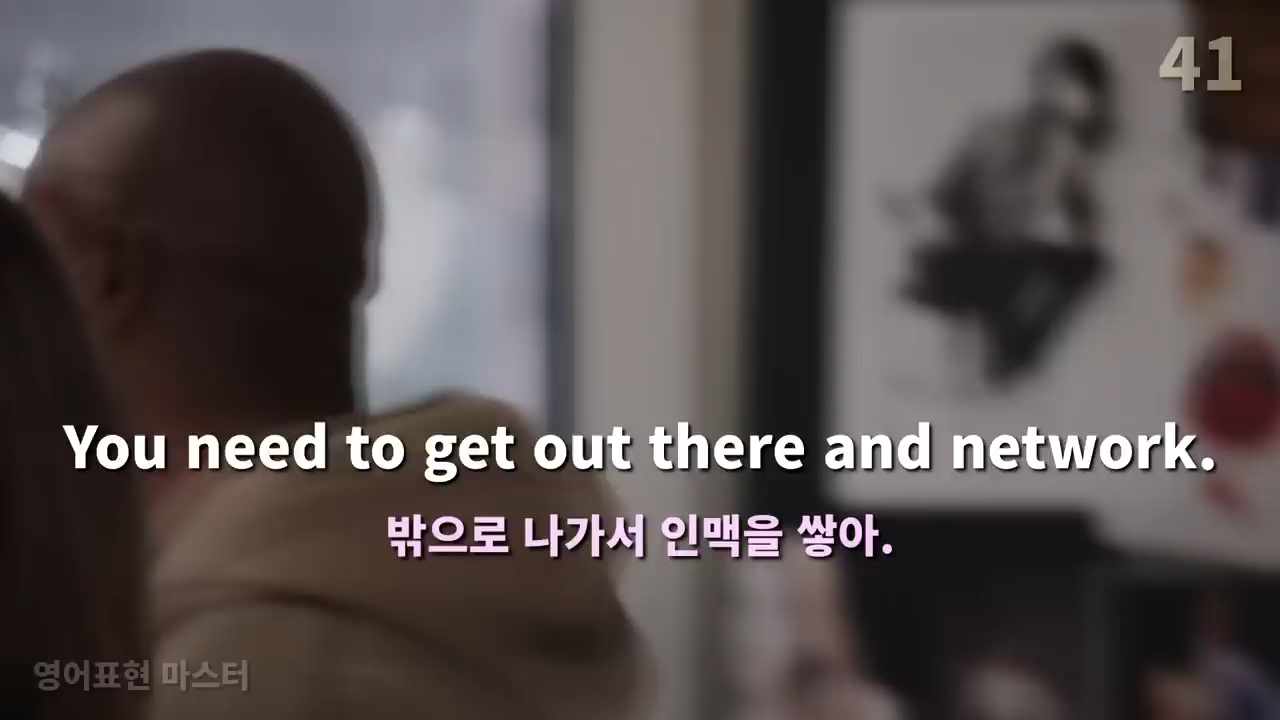 41
You need to get out there and network.
밖으로 나가서 인맥을 쌓아.
영어표현 마스터